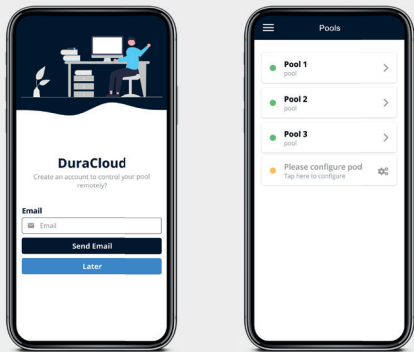 DuraCloud
Create an account to control your pool
remotely?
Email
Email
Send Email
Later
Pools
Pool 1
pool
Pool 2
pool
Pool 3
pool
Please configure pod
Tap here to configure